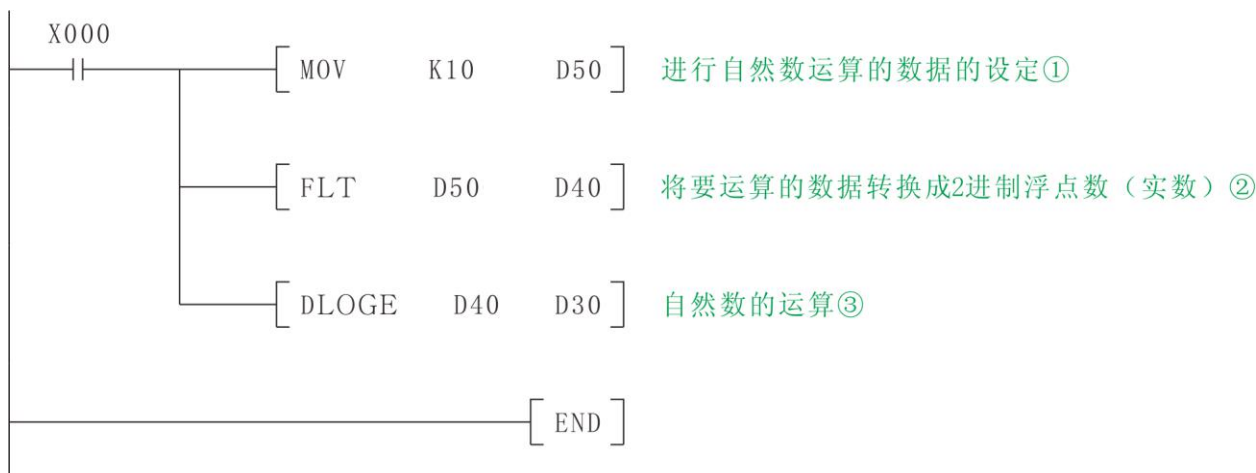 X000
MOV K10 D50 进行自然数运算的数据的设定①
FLT D50 D40 将要运算的数据转换成2进制浮点数（实数）②
DLOGE D40 D30 自然数的运算③
END